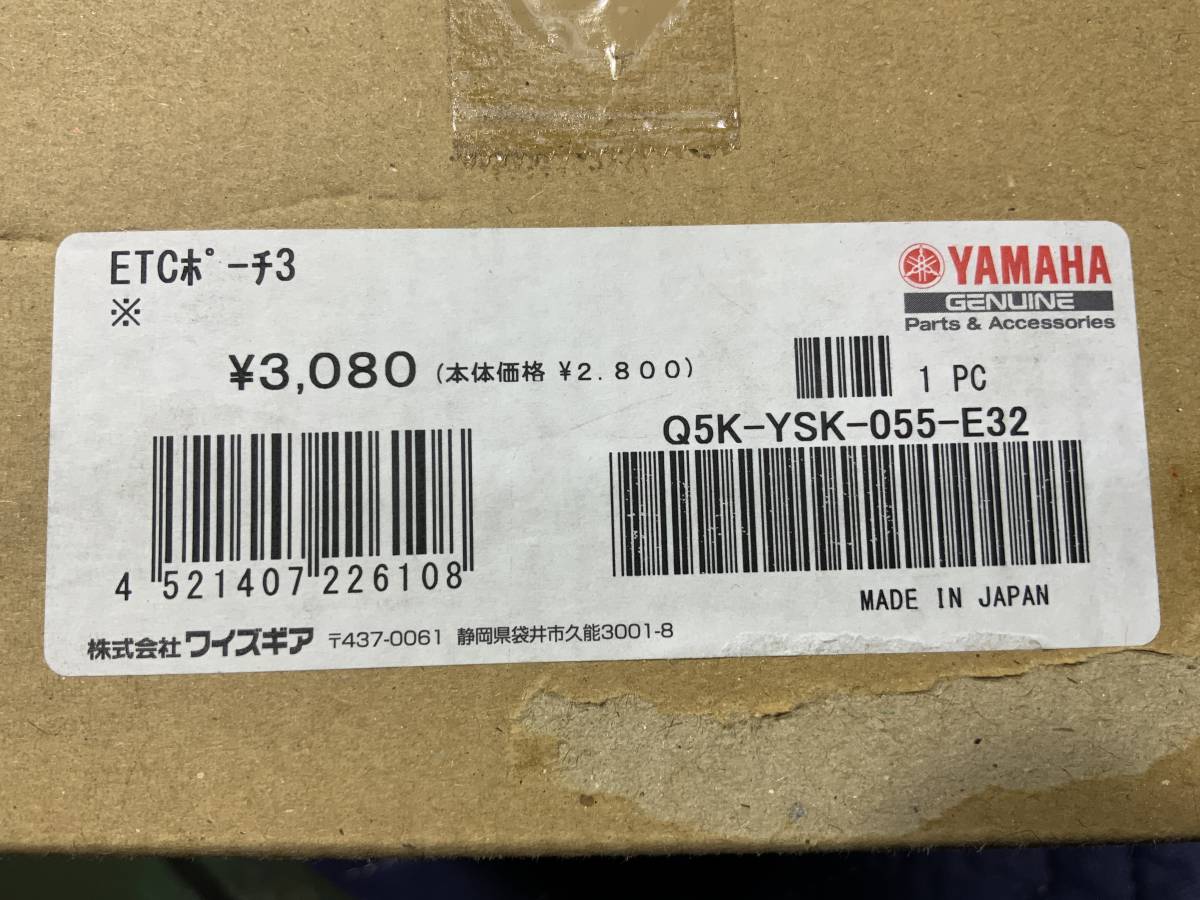 ETCﾎﾟｰﾁ3
※
YAMAHA
GENUINE
Parts & Accessories
¥3,080 (本体価格 ¥2.800)
1 PC
Q5K-YSK-055-E32
4 521407 226108
MADE IN JAPAN
株式会社 ワイズギア 〒437-0061 静岡県袋井市久能3001-8